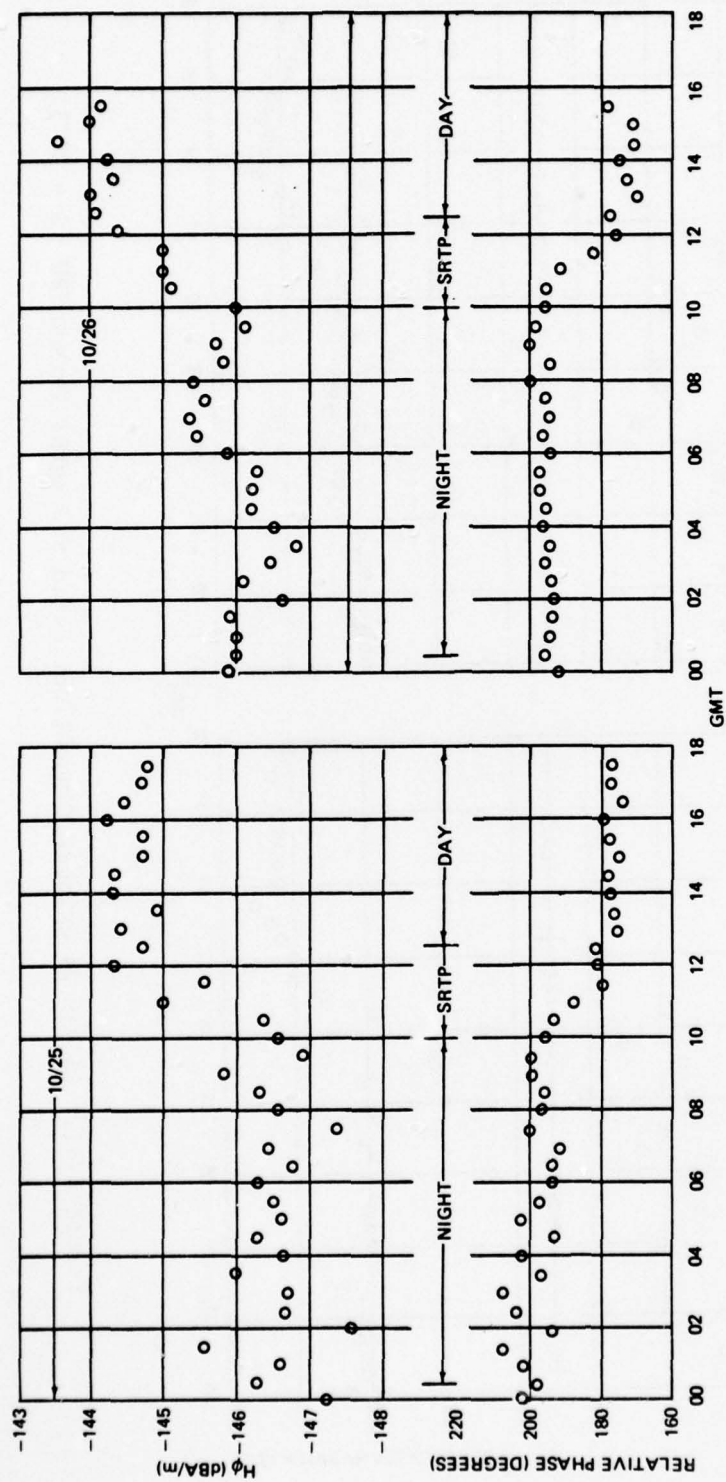 -143
-144
-145
-146
-147
-148
Hφ (dBA/m)
220
200
180
160
RELATIVE PHASE (DEGREES)
10/25
NIGHT
SRTP
DAY
00 02 04 06 08 10 12 14 16 18
10/26
NIGHT
SRTP
DAY
00 02 04 06 08 10 12 14 16 18
GMT